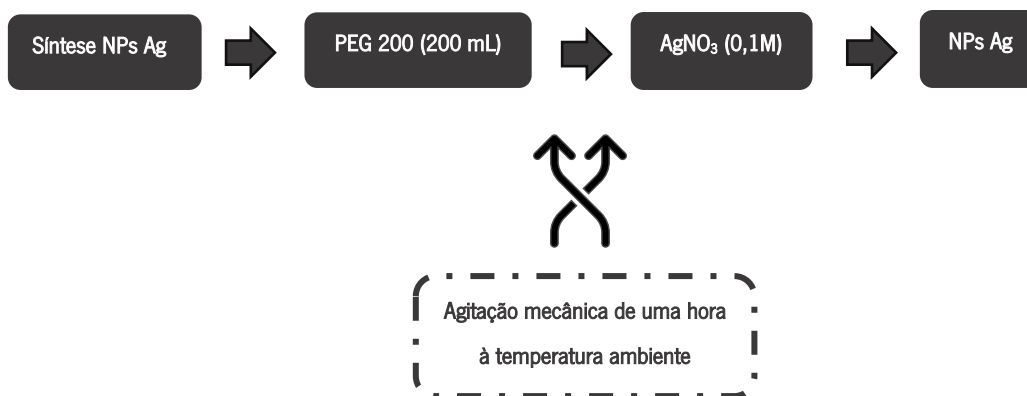 Síntese NPs Ag
PEG 200 (200 mL)
AgNO₃ (0,1M)
NPs Ag
Agitação mecânica de uma hora
à temperatura ambiente